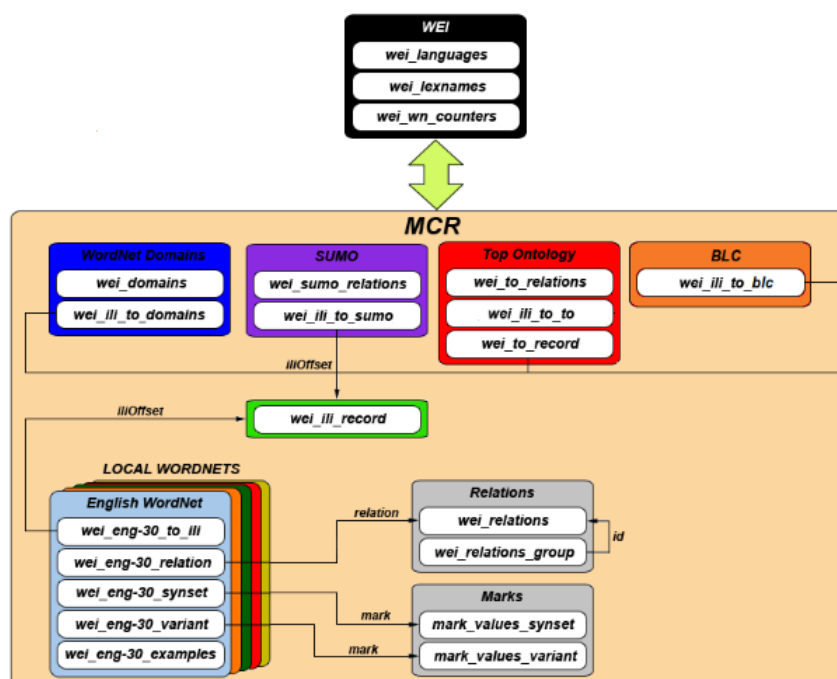 WEI
wei_languages
wei_lexnames
wei_wn_counters
MCR
WordNet Domains
wei_domains
wei_ili_to_domains
SUMO
wei_sumo_relations
wei_ili_to_sumo
Top Ontology
wei_to_relations
wei_ili_to_to
wei_to_record
BLC
wei_ili_to_blc
iliOffset
iliOffset
wei_ili_record
LOCAL WORDNETS
English WordNet
wei_eng-30_to_ili
wei_eng-30_relation
wei_eng-30_synset
wei_eng-30_variant
wei_eng-30_examples
relation
Relations
wei_relations
wei_relations_group
id
mark
mark
Marks
mark_values_synset
mark_values_variant